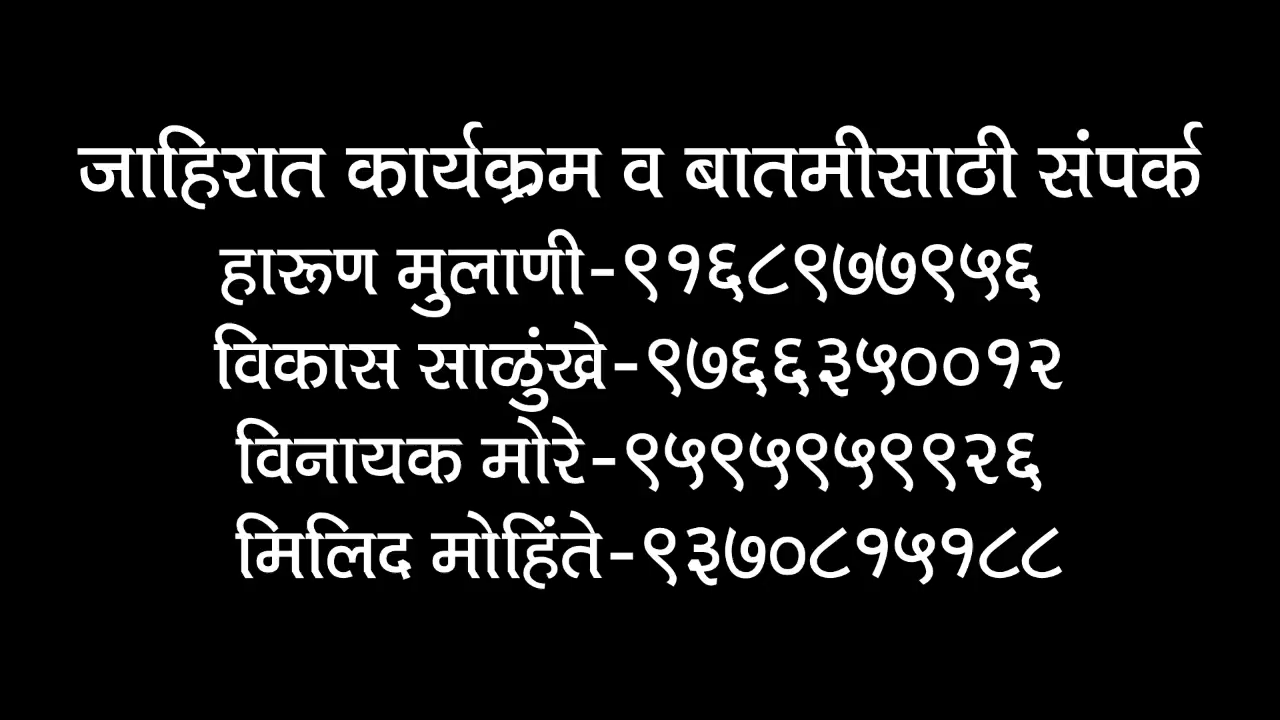 जाहिरात कार्यक्रम व बातमीसाठी संपर्क
हारूण मुलाणी-९१६८९७७९५६
विकास साळुंखे-९७६६३५००१२
विनायक मोरे-९५९५९५९९२६
मिलिद मोहिंते-९३७०८१५१८८